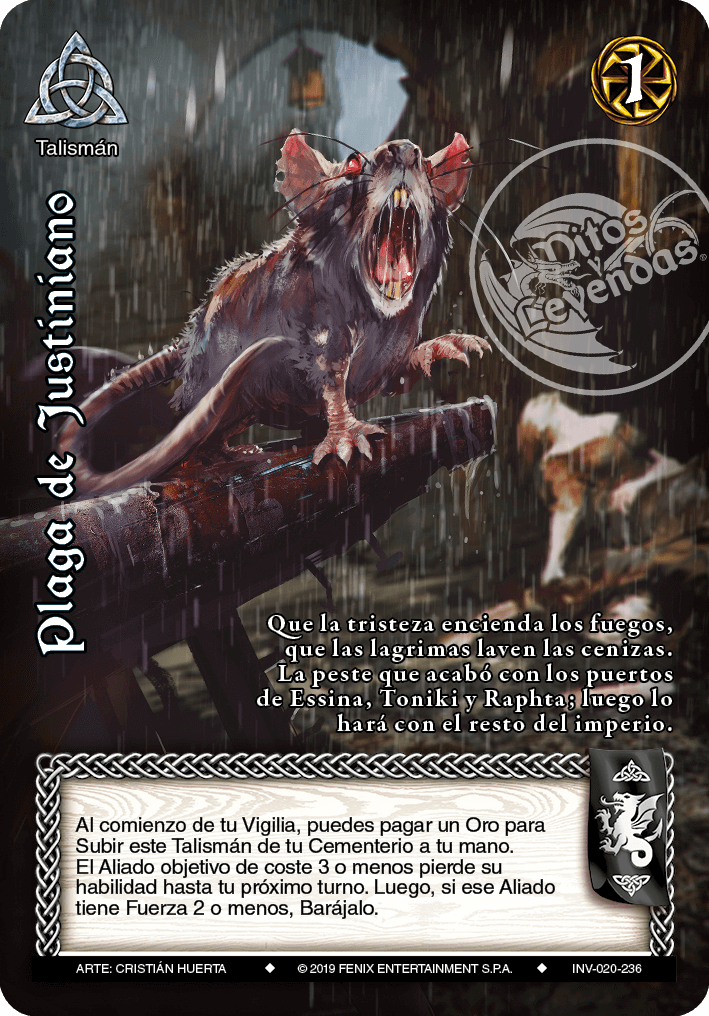 Talismán
1
Mitos
y
Leyendas
Plaga de Justiniano
Que la tristeza encienda los fuegos,
que las lagrimas laven las cenizas.
La peste que acabó con los puertos
de Essina, Toniki y Raphta; luego lo
hará con el resto del imperio.
Al comienzo de tu Vigilia, puedes pagar un Oro para
Subir este Talismán de tu Cementerio a tu mano.
El Aliado objetivo de coste 3 o menos pierde su
habilidad hasta tu próximo turno. Luego, si ese Aliado
tiene Fuerza 2 o menos, Barájalo.
ARTE: CRISTIÁN HUERTA ◆ © 2019 FENIX ENTERTAINMENT S.P.A. ◆ INV-020-236